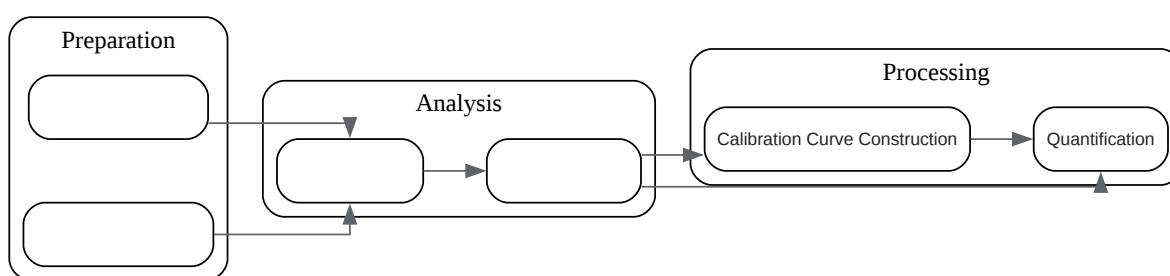 Preparation
Analysis
Processing
Calibration Curve Construction
Quantification